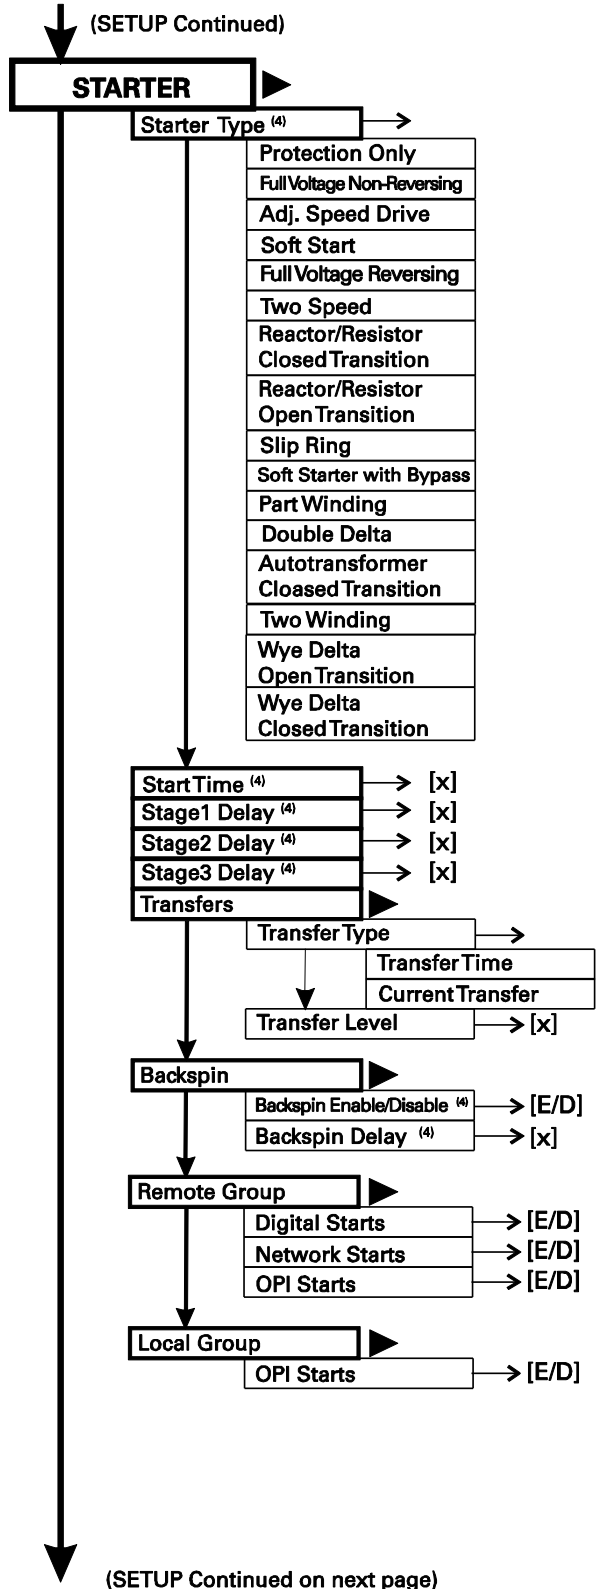 (SETUP Continued)
STARTER
Starter Type (4)
Protection Only
Full Voltage Non-Reversing
Adj. Speed Drive
Soft Start
Full Voltage Reversing
Two Speed
Reactor/Resistor
Closed Transition
Reactor/Resistor
Open Transition
Slip Ring
Soft Starter with Bypass
Part Winding
Double Delta
Autotransformer
Cloased Transition
Two Winding
Wye Delta
Open Transition
Wye Delta
Closed Transition
Start Time (4) [x]
Stage1 Delay (4) [x]
Stage2 Delay (4) [x]
Stage3 Delay (4) [x]
Transfers
Transfer Type
Transfer Time
Current Transfer
Transfer Level [x]
Backspin
Backspin Enable/Disable (4) [E/D]
Backspin Delay (4) [x]
Remote Group
Digital Starts [E/D]
Network Starts [E/D]
OPI Starts [E/D]
Local Group
OPI Starts [E/D]
(SETUP Continued on next page)